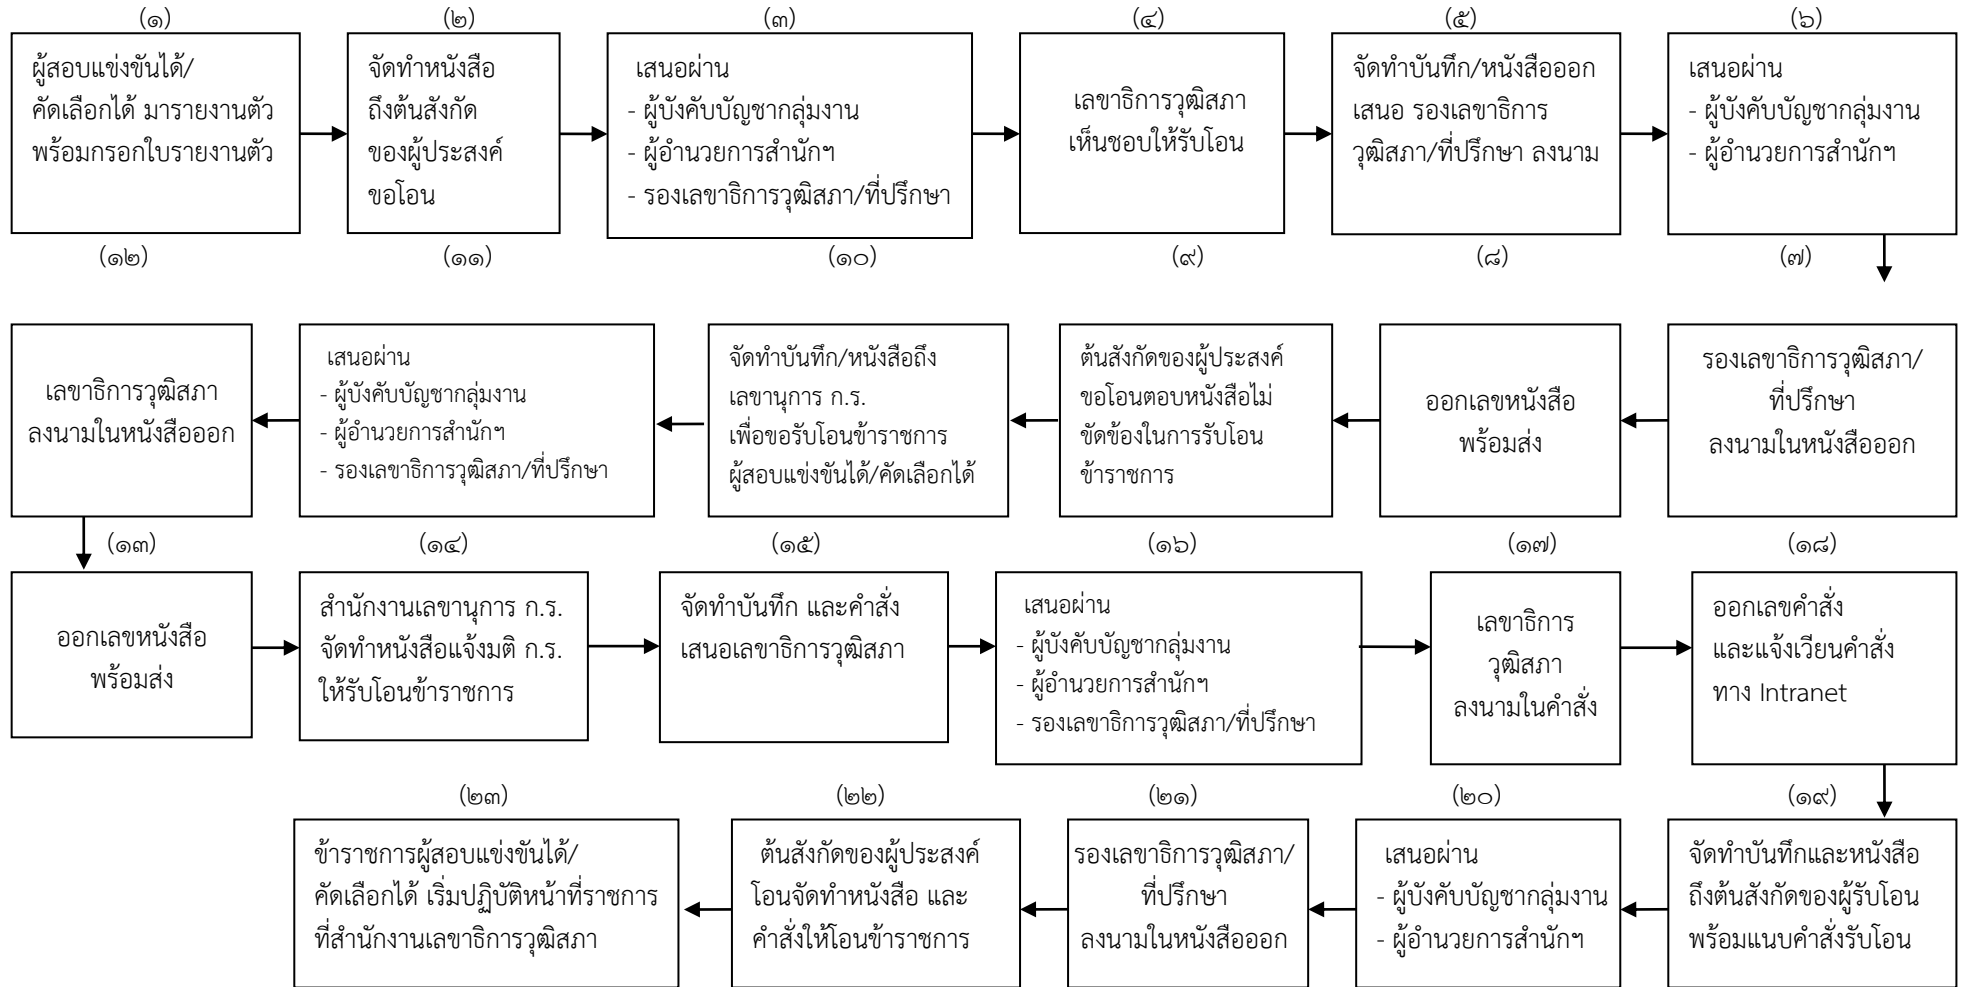 (๑)
ผู้สอบแข่งขันได้/
คัดเลือกได้ มารายงานตัว
พร้อมกรอกใบรายงานตัว
(๒)
จัดทำหนังสือ
ถึงต้นสังกัด
ของผู้ประสงค์
ขอโอน
(๓)
เสนอผ่าน
- ผู้บังคับบัญชากลุ่มงาน
- ผู้อำนวยการสำนักฯ
- รองเลขาธิการวุฒิสภา/ที่ปรึกษา
(๔)
เลขาธิการวุฒิสภา
เห็นชอบให้รับโอน
(๕)
จัดทำบันทึก/หนังสือออก
เสนอ รองเลขาธิการ
วุฒิสภา/ที่ปรึกษา ลงนาม
(๖)
เสนอผ่าน
- ผู้บังคับบัญชากลุ่มงาน
- ผู้อำนวยการสำนักฯ
(๗)
รองเลขาธิการวุฒิสภา/
ที่ปรึกษา
ลงนามในหนังสือออก
(๘)
ออกเลขหนังสือ
พร้อมส่ง
(๙)
ต้นสังกัดของผู้ประสงค์
ขอโอนตอบหนังสือไม่
ขัดข้องในการรับโอน
ข้าราชการ
(๑๐)
จัดทำบันทึก/หนังสือถึง
เลขานุการ ก.ร.
เพื่อขอรับโอนข้าราชการ
ผู้สอบแข่งขันได้/คัดเลือกได้
(๑๑)
เสนอผ่าน
- ผู้บังคับบัญชากลุ่มงาน
- ผู้อำนวยการสำนักฯ
- รองเลขาธิการวุฒิสภา/ที่ปรึกษา
(๑๒)
เลขาธิการวุฒิสภา
ลงนามในหนังสือออก
(๑๓)
ออกเลขหนังสือ
พร้อมส่ง
(๑๔)
สำนักงานเลขานุการ ก.ร.
จัดทำหนังสือแจ้งมติ ก.ร.
ให้รับโอนข้าราชการ
(๑๕)
จัดทำบันทึก และคำสั่ง
เสนอเลขาธิการวุฒิสภา
(๑๖)
เสนอผ่าน
- ผู้บังคับบัญชากลุ่มงาน
- ผู้อำนวยการสำนักฯ
- รองเลขาธิการวุฒิสภา/ที่ปรึกษา
(๑๗)
เลขาธิการ
วุฒิสภา
ลงนามในคำสั่ง
(๑๘)
ออกเลขคำสั่ง
และแจ้งเวียนคำสั่ง
ทาง Intranet
(๑๙)
จัดทำบันทึกและหนังสือ
ถึงต้นสังกัดของผู้รับโอน
พร้อมแนบคำสั่งรับโอน
(๒๐)
เสนอผ่าน
- ผู้บังคับบัญชากลุ่มงาน
- ผู้อำนวยการสำนักฯ
(๒๑)
รองเลขาธิการวุฒิสภา/
ที่ปรึกษา
ลงนามในหนังสือออก
(๒๒)
ต้นสังกัดของผู้ประสงค์
โอนจัดทำหนังสือ และ
คำสั่งให้โอนข้าราชการ
(๒๓)
ข้าราชการผู้สอบแข่งขันได้/
คัดเลือกได้ เริ่มปฏิบัติหน้าที่ราชการ
ที่สำนักงานเลขาธิการวุฒิสภา